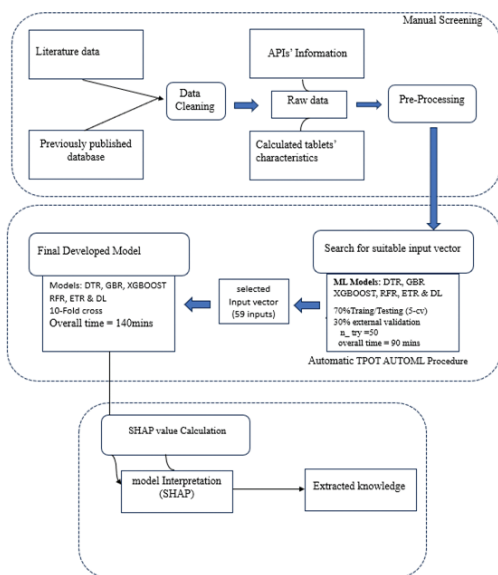 Manual Screening
Literature data
APIs' Information
Data
Cleaning
Raw data
Pre-Processing
Previously published
database
Calculated tablets'
characteristics
Final Developed Model
Search for suitable input vector
Models: DTR, GBR, XGBOOST
RFR, ETR & DL
10-Fold cross
Overall time = 140mins
selected
Input vector
(59 inputs)
ML Models: DTR, GBR
XGBOOST, RFR, ETR & DL
70%Traing/Testing (5-cv)
30% external validation
n_ try =50
overall time = 90 mins
Automatic TPOT AUTOML Procedure
SHAP value Calculation
model Interpretation
(SHAP)
Extracted knowledge